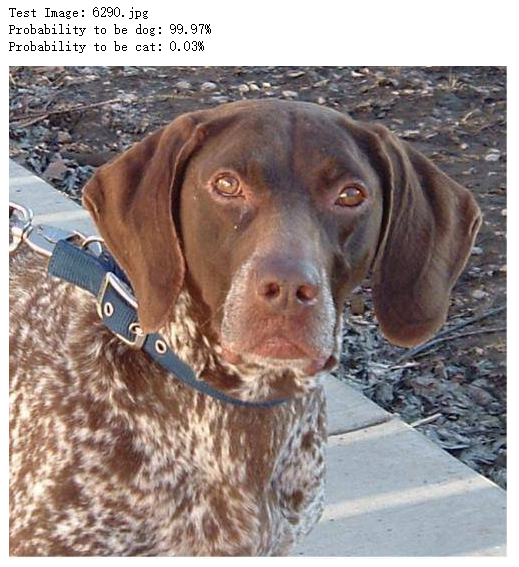 Test Image: 6290.jpg
Probability to be dog: 99.97%
Probability to be cat: 0.03%